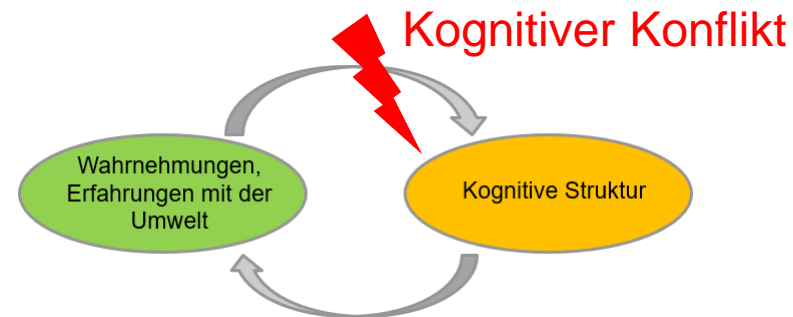 Kognitiver Konflikt
Wahrnehmungen,
Erfahrungen mit der
Umwelt
Kognitive Struktur